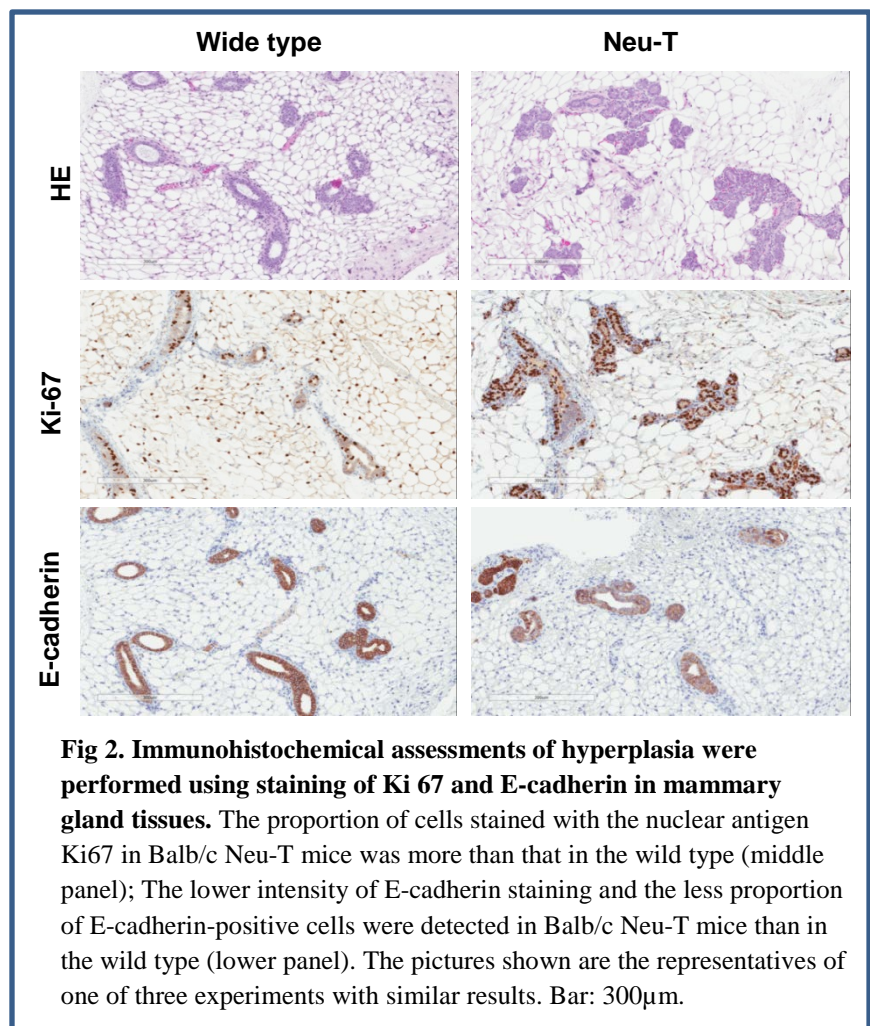 Wide type Neu-T
HE
Ki-67
E-cadherin
Fig 2. Immunohistochemical assessments of hyperplasia were
performed using staining of Ki 67 and E-cadherin in mammary
gland tissues. The proportion of cells stained with the nuclear antigen
Ki67 in Balb/c Neu-T mice was more than that in the wild type (middle
panel); The lower intensity of E-cadherin staining and the less proportion
of E-cadherin-positive cells were detected in Balb/c Neu-T mice than in
the wild type (lower panel). The pictures shown are the representatives of
one of three experiments with similar results. Bar: 300µm.